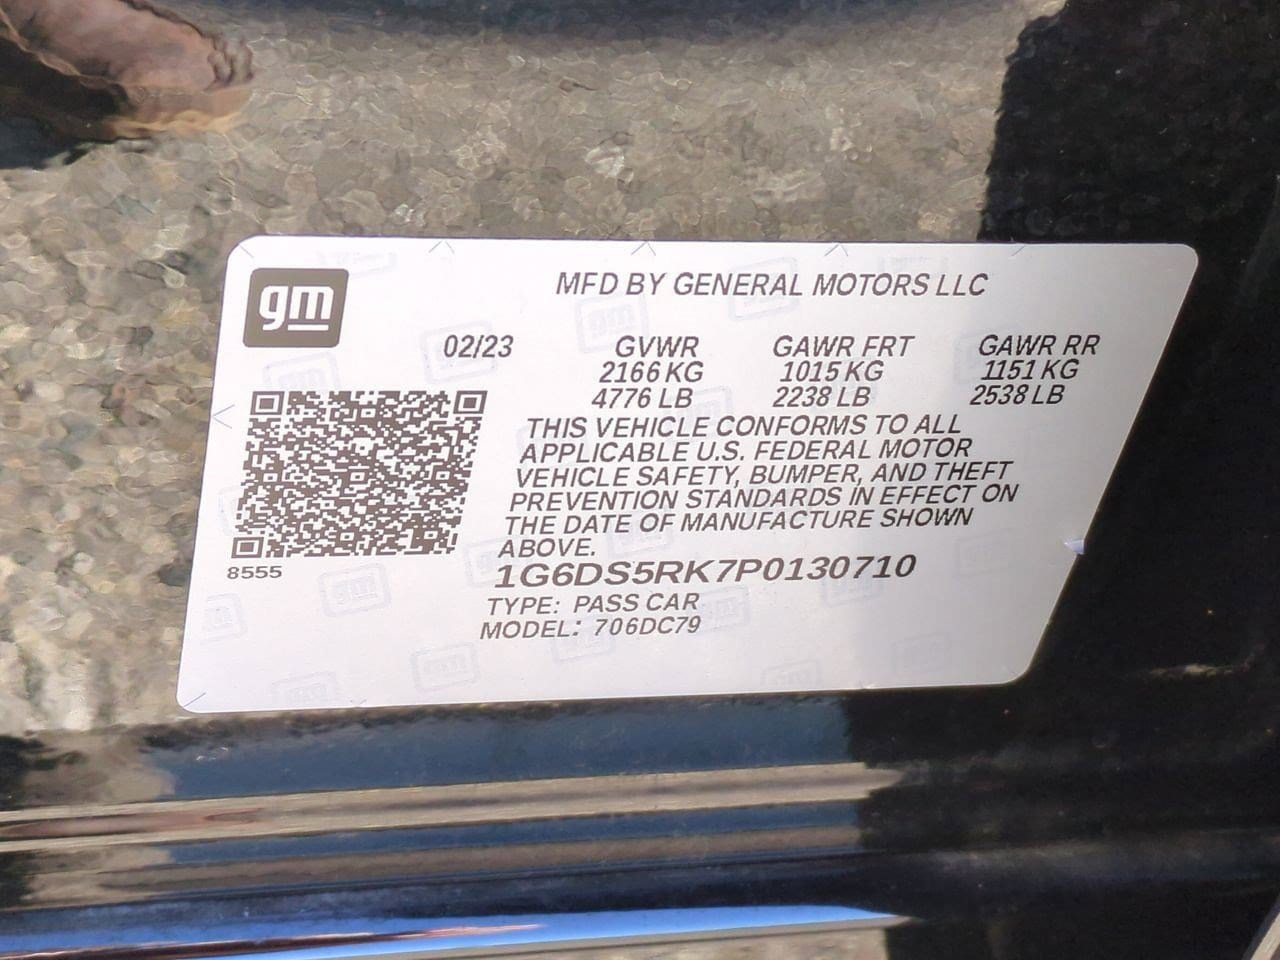 gm
MFD BY GENERAL MOTORS LLC
02/23 GVWR GAWR FRT GAWR RR
2166 KG 1015 KG 1151 KG
4776 LB 2238 LB 2538 LB
THIS VEHICLE CONFORMS TO ALL
APPLICABLE U.S. FEDERAL MOTOR
VEHICLE SAFETY, BUMPER, AND THEFT
PREVENTION STANDARDS IN EFFECT ON
THE DATE OF MANUFACTURE SHOWN
ABOVE.
8555
1G6DS5RK7P0130710
TYPE: PASS CAR
MODEL: 706DC79